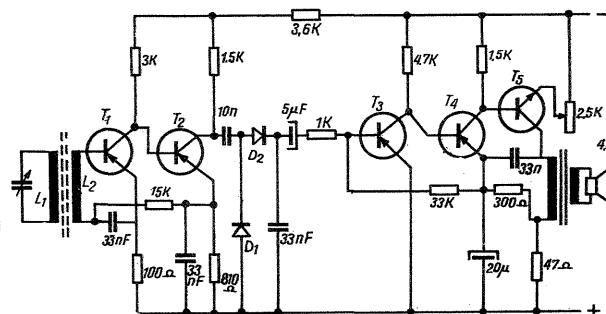 3,6K
3K
1.5K
4.7K
1,5K
T1
T2
10n
5µF
1K
T3
T4
T5
2.5K
D2
L1
L2
15K
33nF
33
nF
D1
33nF
33K
33n
300Ω
4,
100Ω
810
Ω
20µ
47Ω
−
+